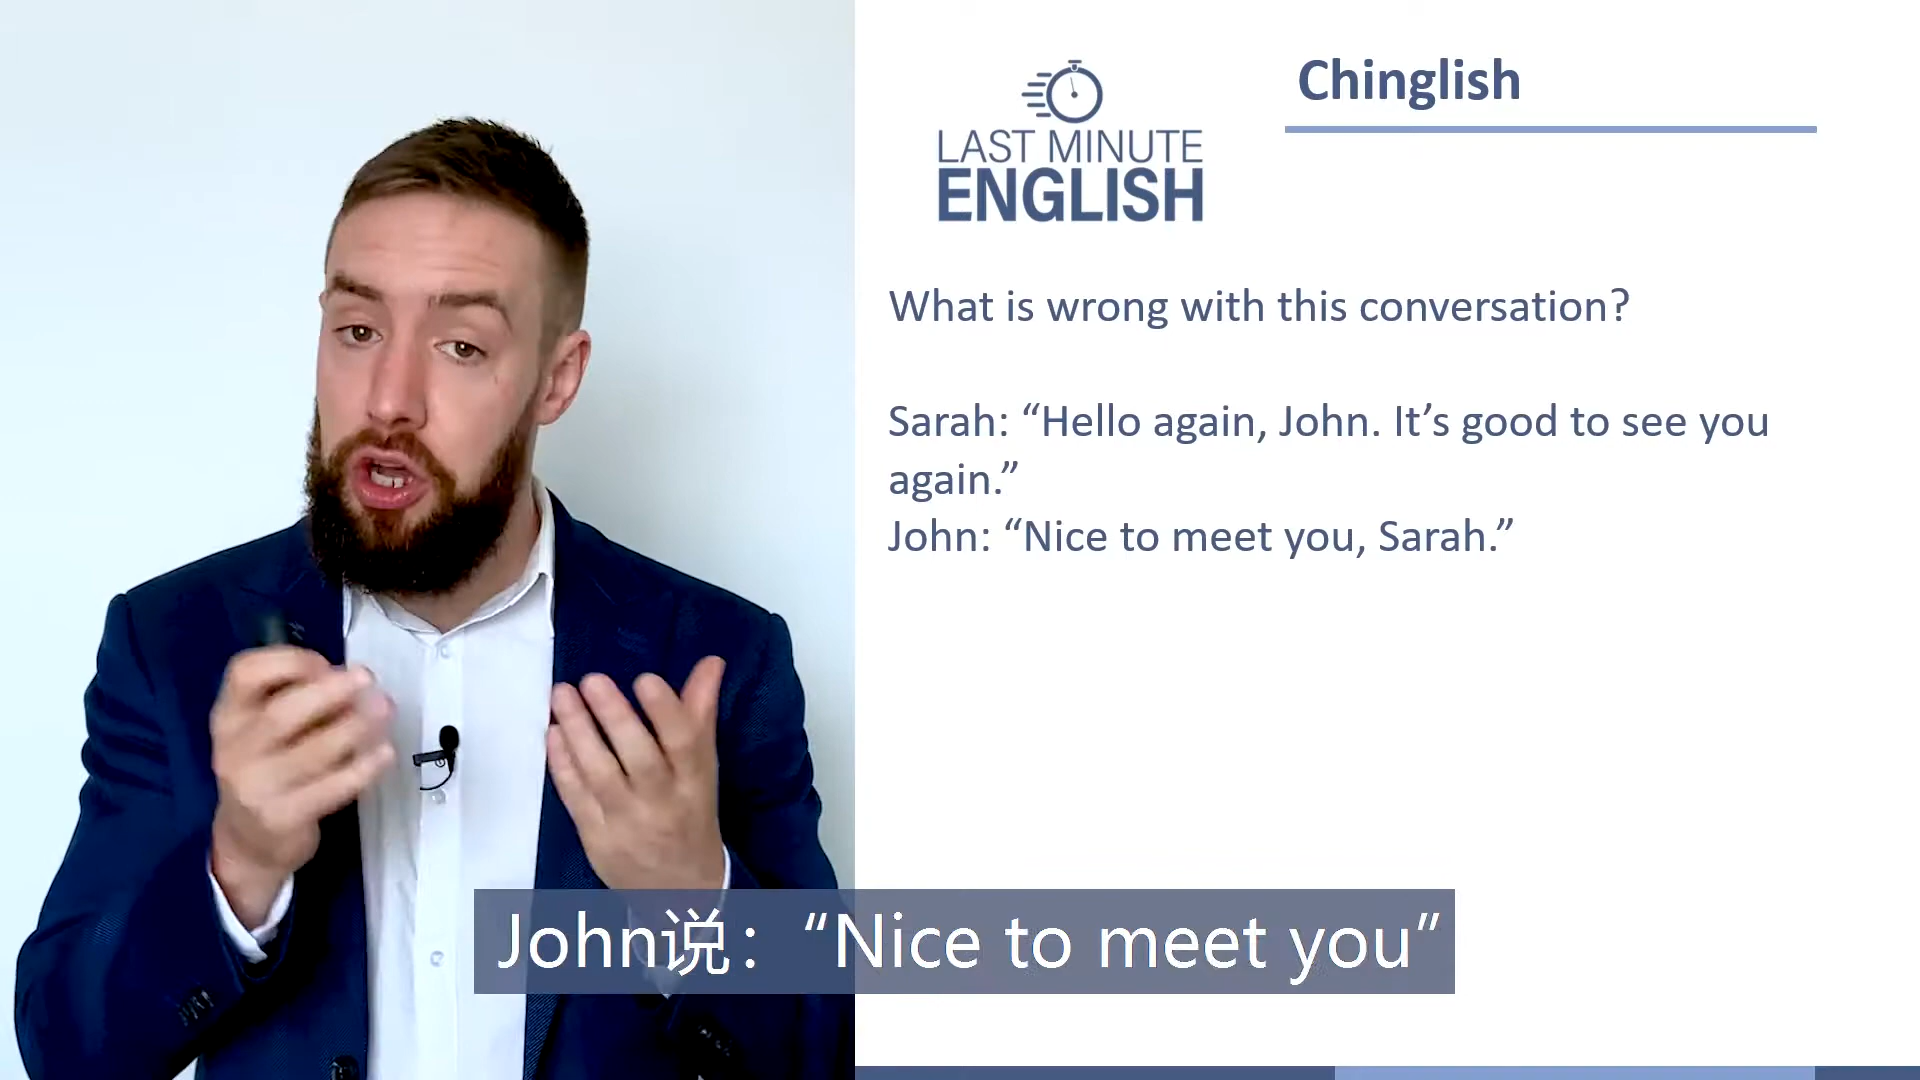 Chinglish
LAST MINUTE
ENGLISH
What is wrong with this conversation?
Sarah: “Hello again, John. It’s good to see you
again.”
John: “Nice to meet you, Sarah.”
John说：“Nice to meet you”